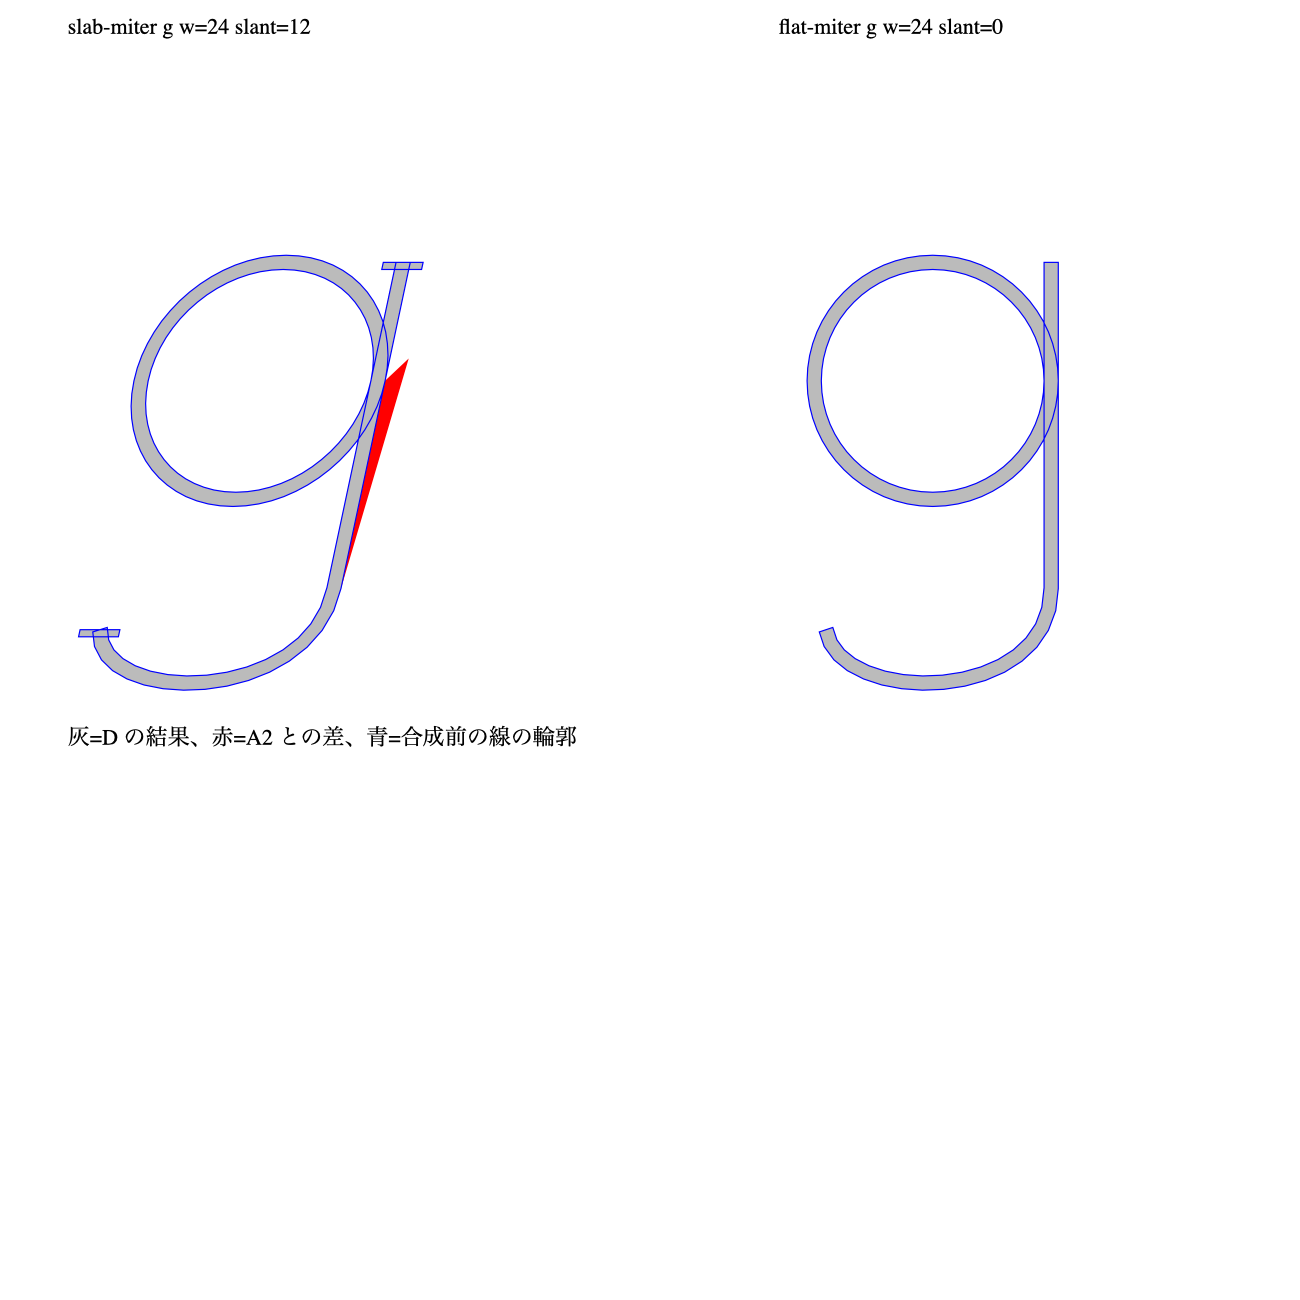 slab-miter g w=24 slant=12
flat-miter g w=24 slant=0
灰=D の結果、赤=A2 との差、青=合成前の線の輪郭